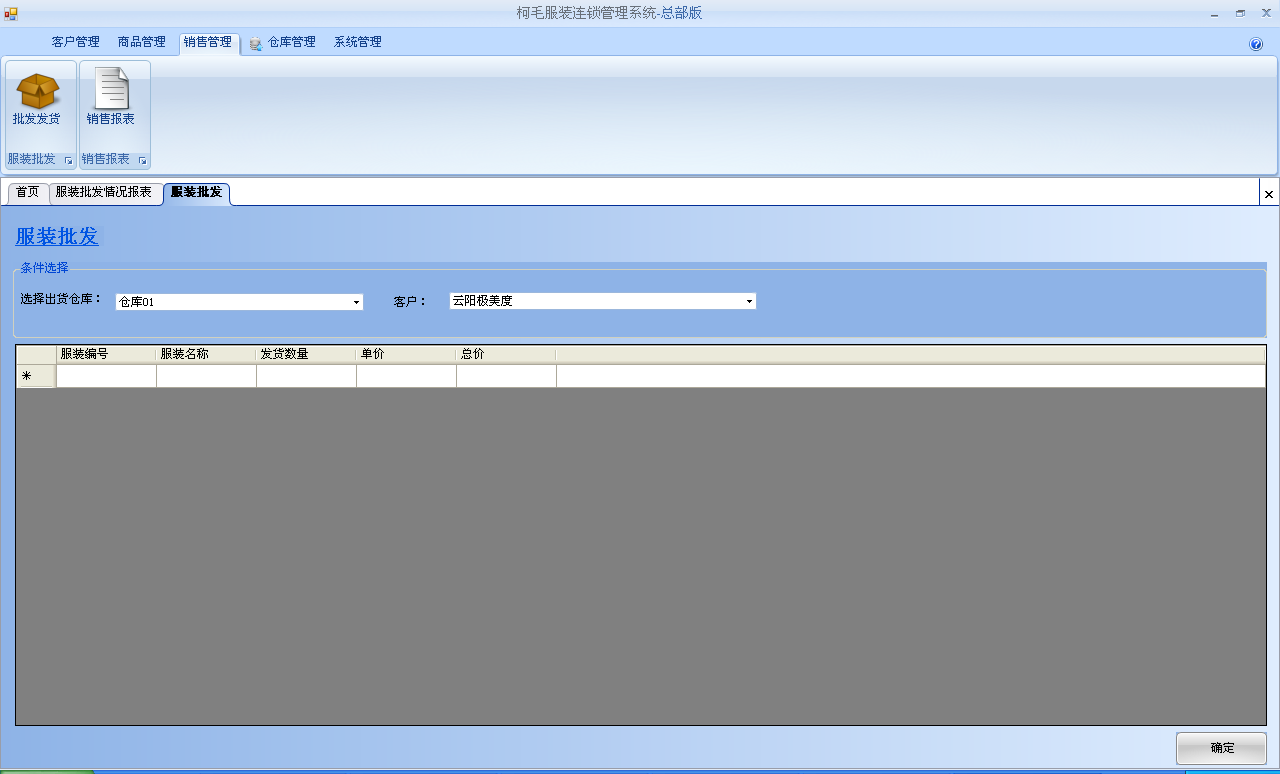 柯毛服装连锁管理系统-总部版
客户管理 商品管理 销售管理 仓库管理 系统管理
批发发货 销售报表
服装批发 销售报表
首页 服装批发情况报表 服装批发
服装批发
条件选择
选择出货仓库： 仓库01 客户： 云阳极美度
服装编号 服装名称 发货数量 单价 总价
确定